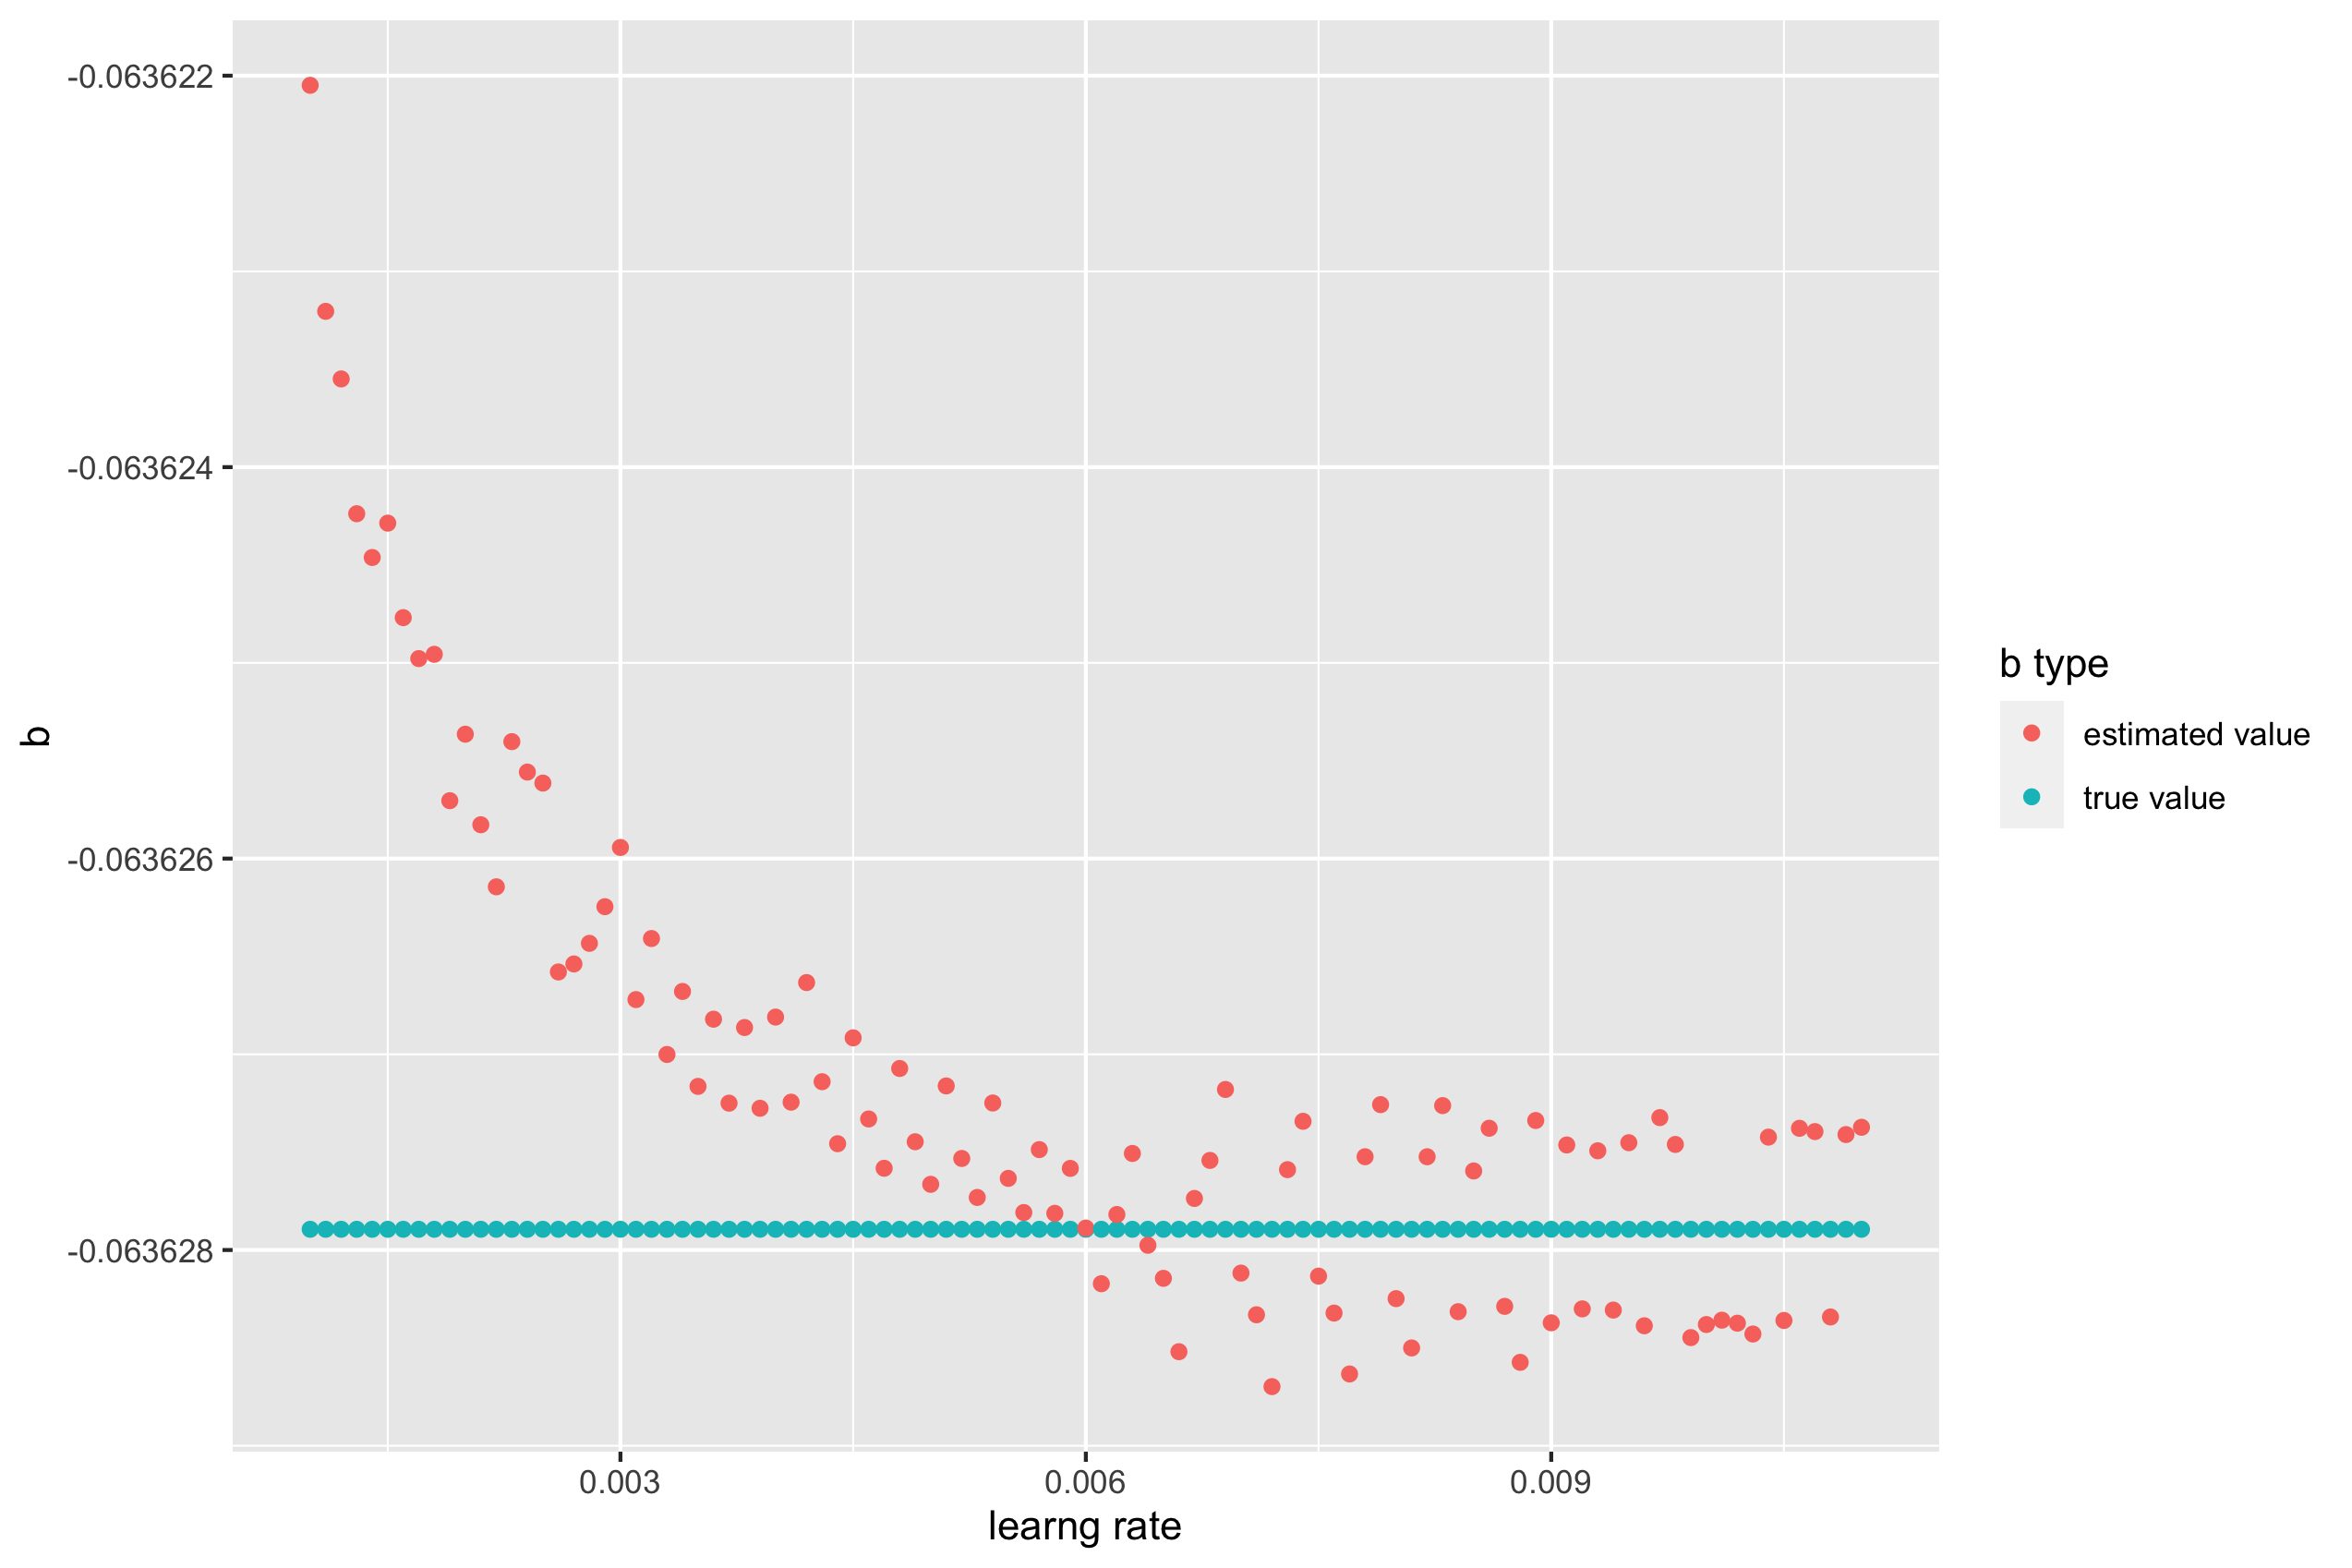 -0.063622
-0.063624
-0.063626
-0.063628
b
0.003
0.006
0.009
learng rate
b type
estimated value
true value